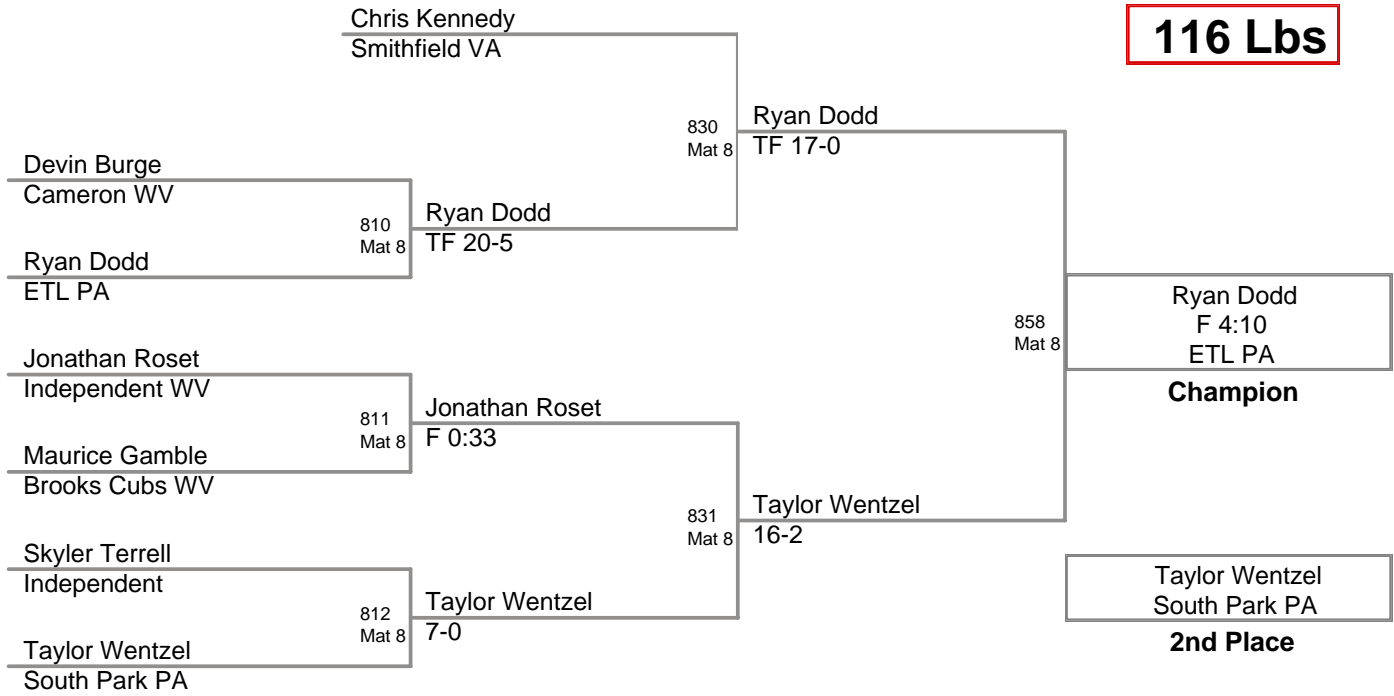 116 Lbs
Chris Kennedy
Smithfield VA
830
Mat 8
Ryan Dodd
TF 17-0
Devin Burge
Cameron WV
810
Mat 8
Ryan Dodd
TF 20-5
Ryan Dodd
ETL PA
858
Mat 8
Ryan Dodd
F 4:10
ETL PA
Champion
Jonathan Roset
Independent WV
811
Mat 8
Jonathan Roset
F 0:33
Maurice Gamble
Brooks Cubs WV
831
Mat 8
Taylor Wentzel
16-2
Skyler Terrell
Independent
812
Mat 8
Taylor Wentzel
7-0
Taylor Wentzel
South Park PA
Taylor Wentzel
South Park PA
2nd Place